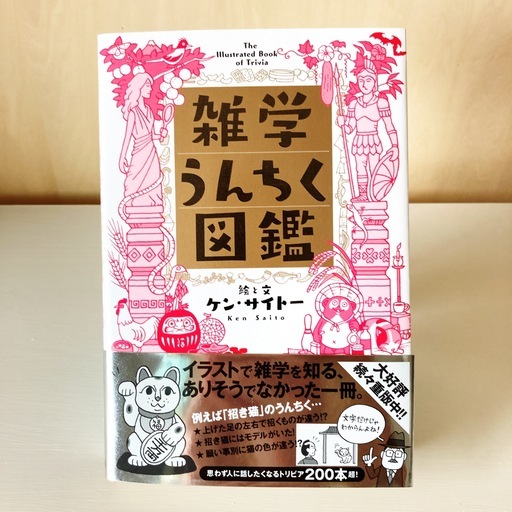 The
Illustrated Book
of Trivia
雑学
うんちく
図鑑
絵と文
ケン・サイトー
Ken Saito
イラストで雑学を知る、
ありそうでなかった一冊。
大好評
続々重版中!!
例えば「招き猫」のうんちく…
★上げた足の左右で招くものが違う!?
★招き猫にはモデルがいた!
★願い事別に猫の色が違う!?
文字だけじゃ
わからんよね!
福
思わず人に話したくなるトリビア200本超!